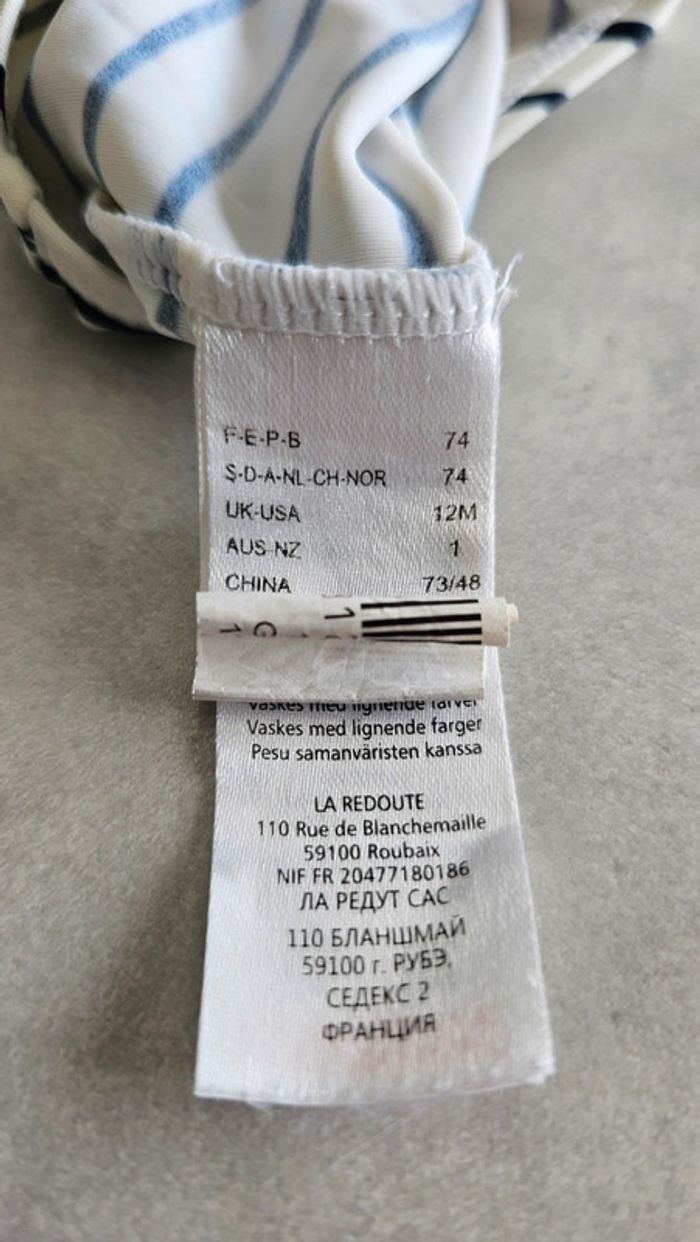 F-E-P-B 74
S-D-A-NL-CH-NOR 74
UK-USA 12M
AUS-NZ 1
CHINA 73/48
1
1 G
Vaskes med lignende farver
Vaskes med lignende farger
Pesu samanväristen kanssa
LA REDOUTE
110 Rue de Blanchemaille
59100 Roubaix
NIF FR 20477180186
ЛА РЕДУТ САС
110 БЛАНШМАЙ
59100 г. РУБЭ,
СЕДЕКС 2
ФРАНЦИЯ